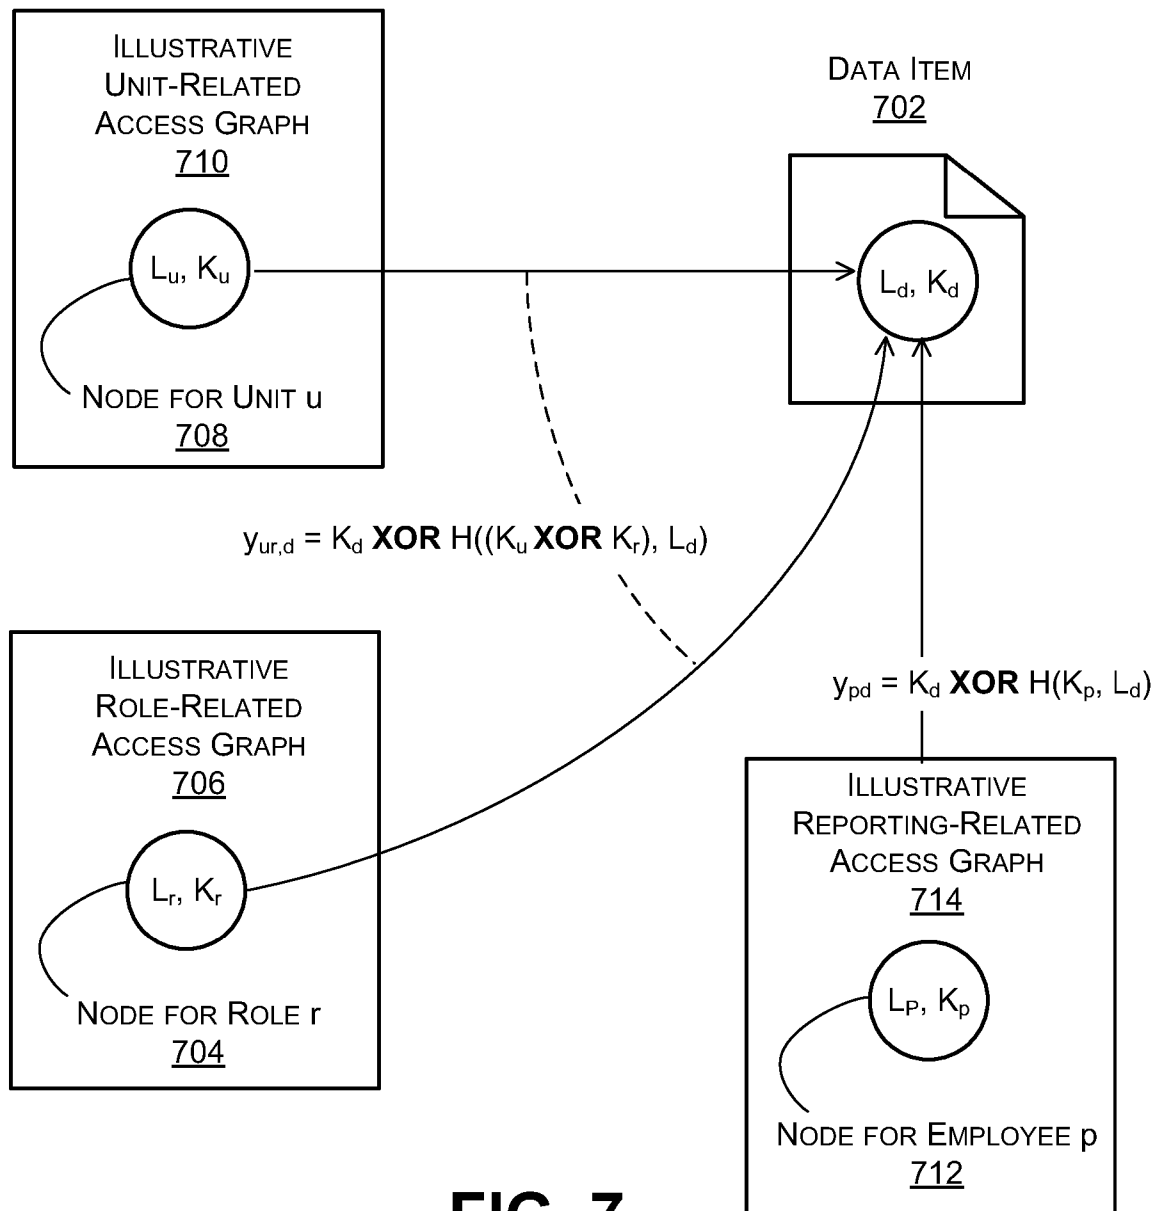 ILLUSTRATIVE
UNIT-RELATED
ACCESS GRAPH
710
Lu, Ku
NODE FOR UNIT u
708
DATA ITEM
702
Ld, Kd
yur,d = Kd XOR H((Ku XOR Kr), Ld)
ILLUSTRATIVE
ROLE-RELATED
ACCESS GRAPH
706
Lr, Kr
NODE FOR ROLE r
704
ypd = Kd XOR H(Kp, Ld)
ILLUSTRATIVE
REPORTING-RELATED
ACCESS GRAPH
714
LP, Kp
NODE FOR EMPLOYEE p
712
FIG. 7